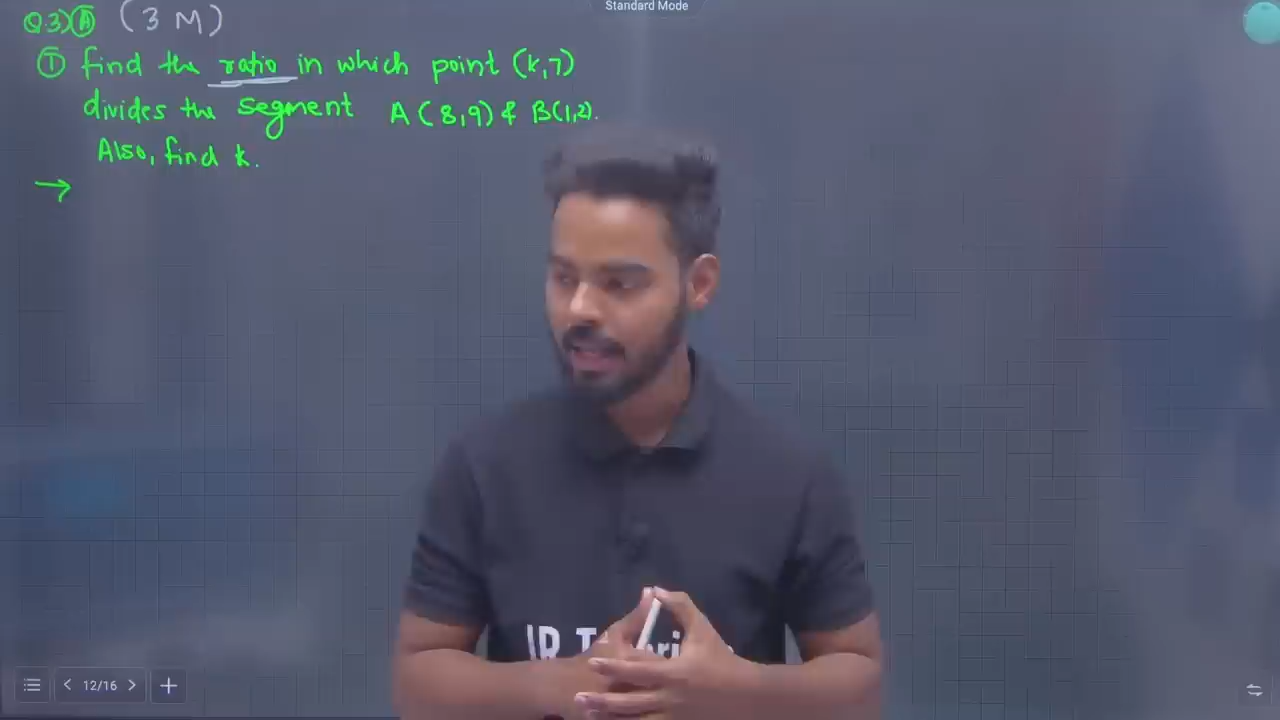 Standard Mode
Q.3) Ⓐ (3 M)
① find the ratio in which point (k,7)
divides the segment A(8,9) & B(1,2).
Also, find k.
→
12/16